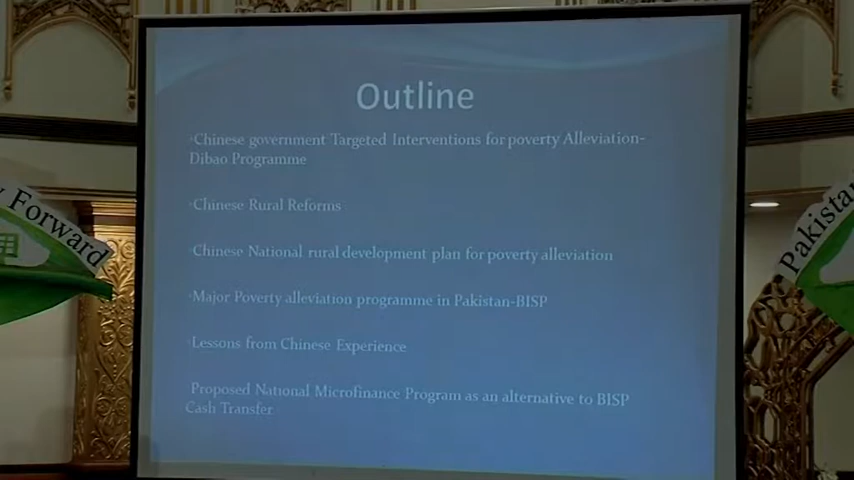 Outline
Chinese government Targeted Interventions for poverty Alleviation-
Dibao Programme
Chinese Rural Reforms
Chinese National rural development plan for poverty alleviation
Major Poverty alleviation programme in Pakistan-BISP
Lessons from Chinese Experience
Proposed National Microfinance Program as an alternative to BISP
Cash Transfer
Forward
Pakistan